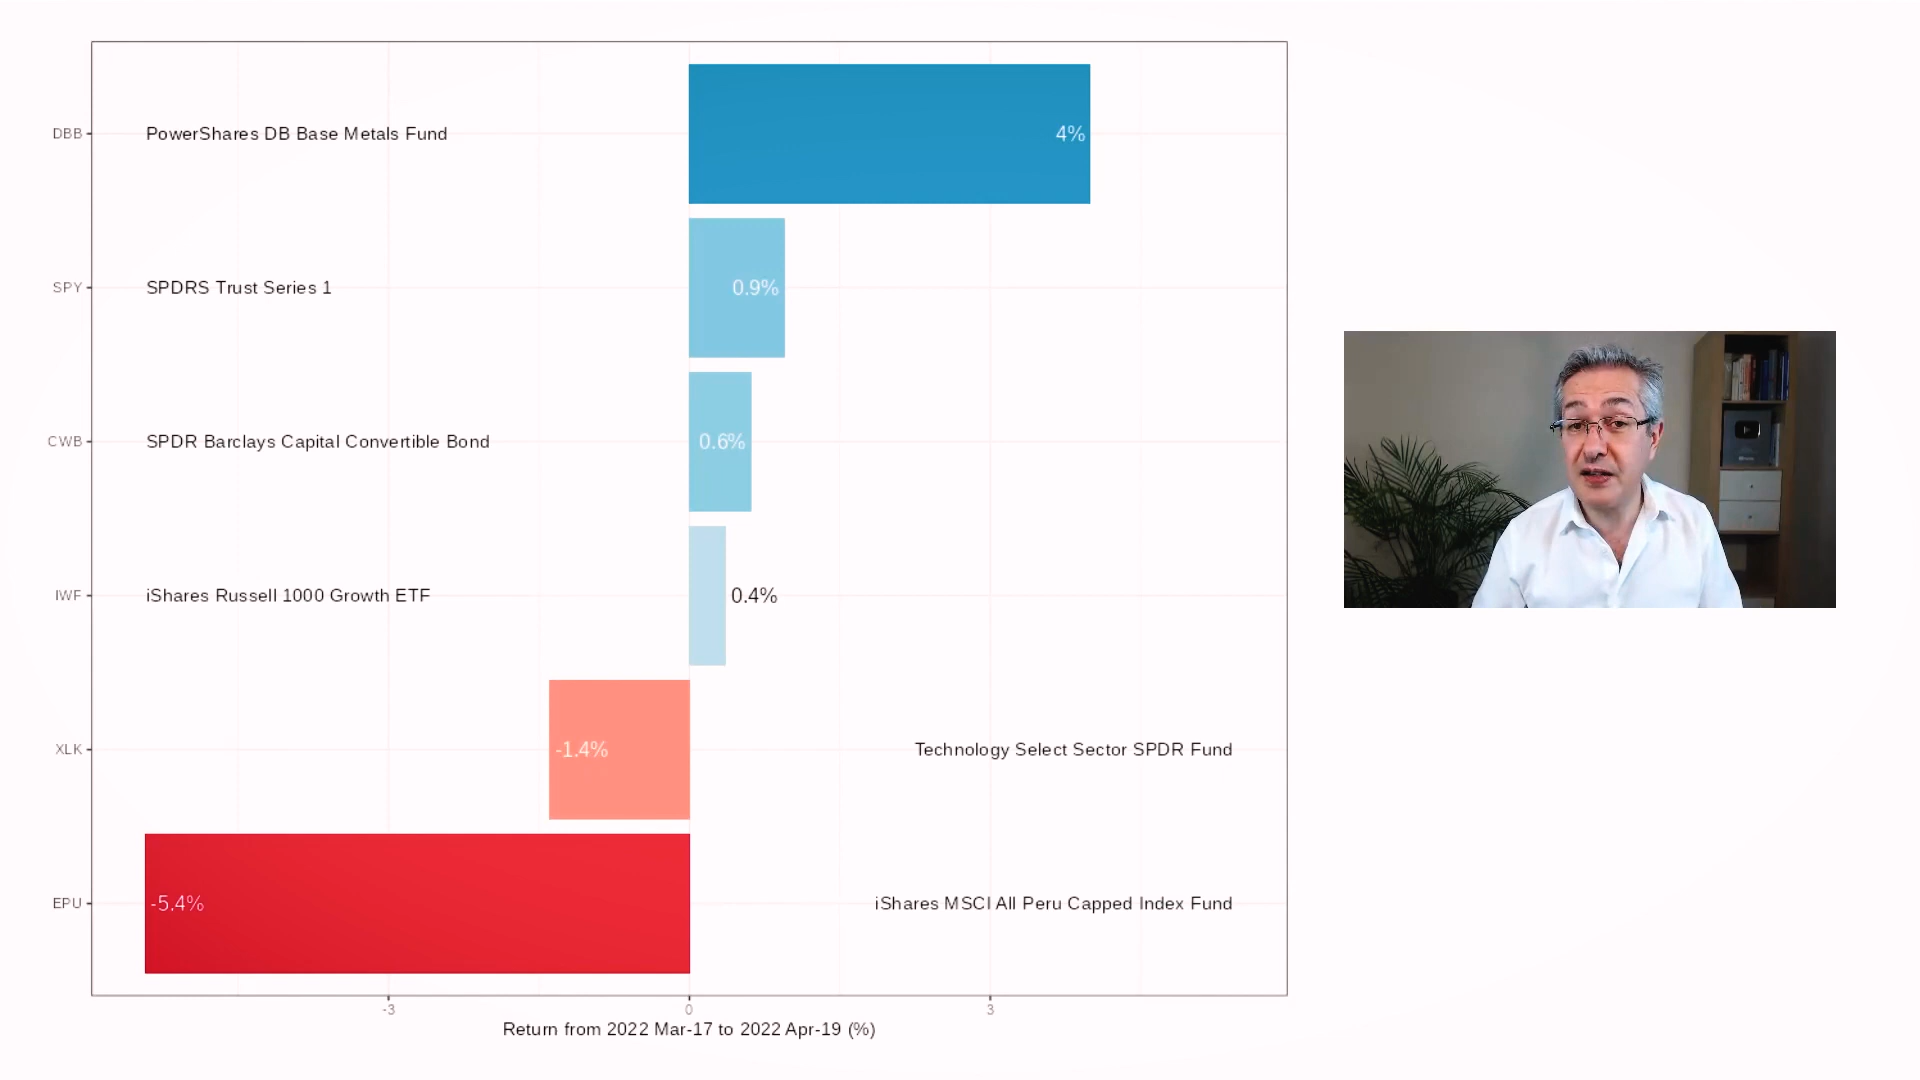 DBB
PowerShares DB Base Metals Fund
4%
SPY
SPDRS Trust Series 1
0.9%
CWB
SPDR Barclays Capital Convertible Bond
0.6%
IWF
iShares Russell 1000 Growth ETF
0.4%
XLK
-1.4%
Technology Select Sector SPDR Fund
EPU
-5.4%
iShares MSCI All Peru Capped Index Fund
-3
0
3
Return from 2022 Mar-17 to 2022 Apr-19 (%)